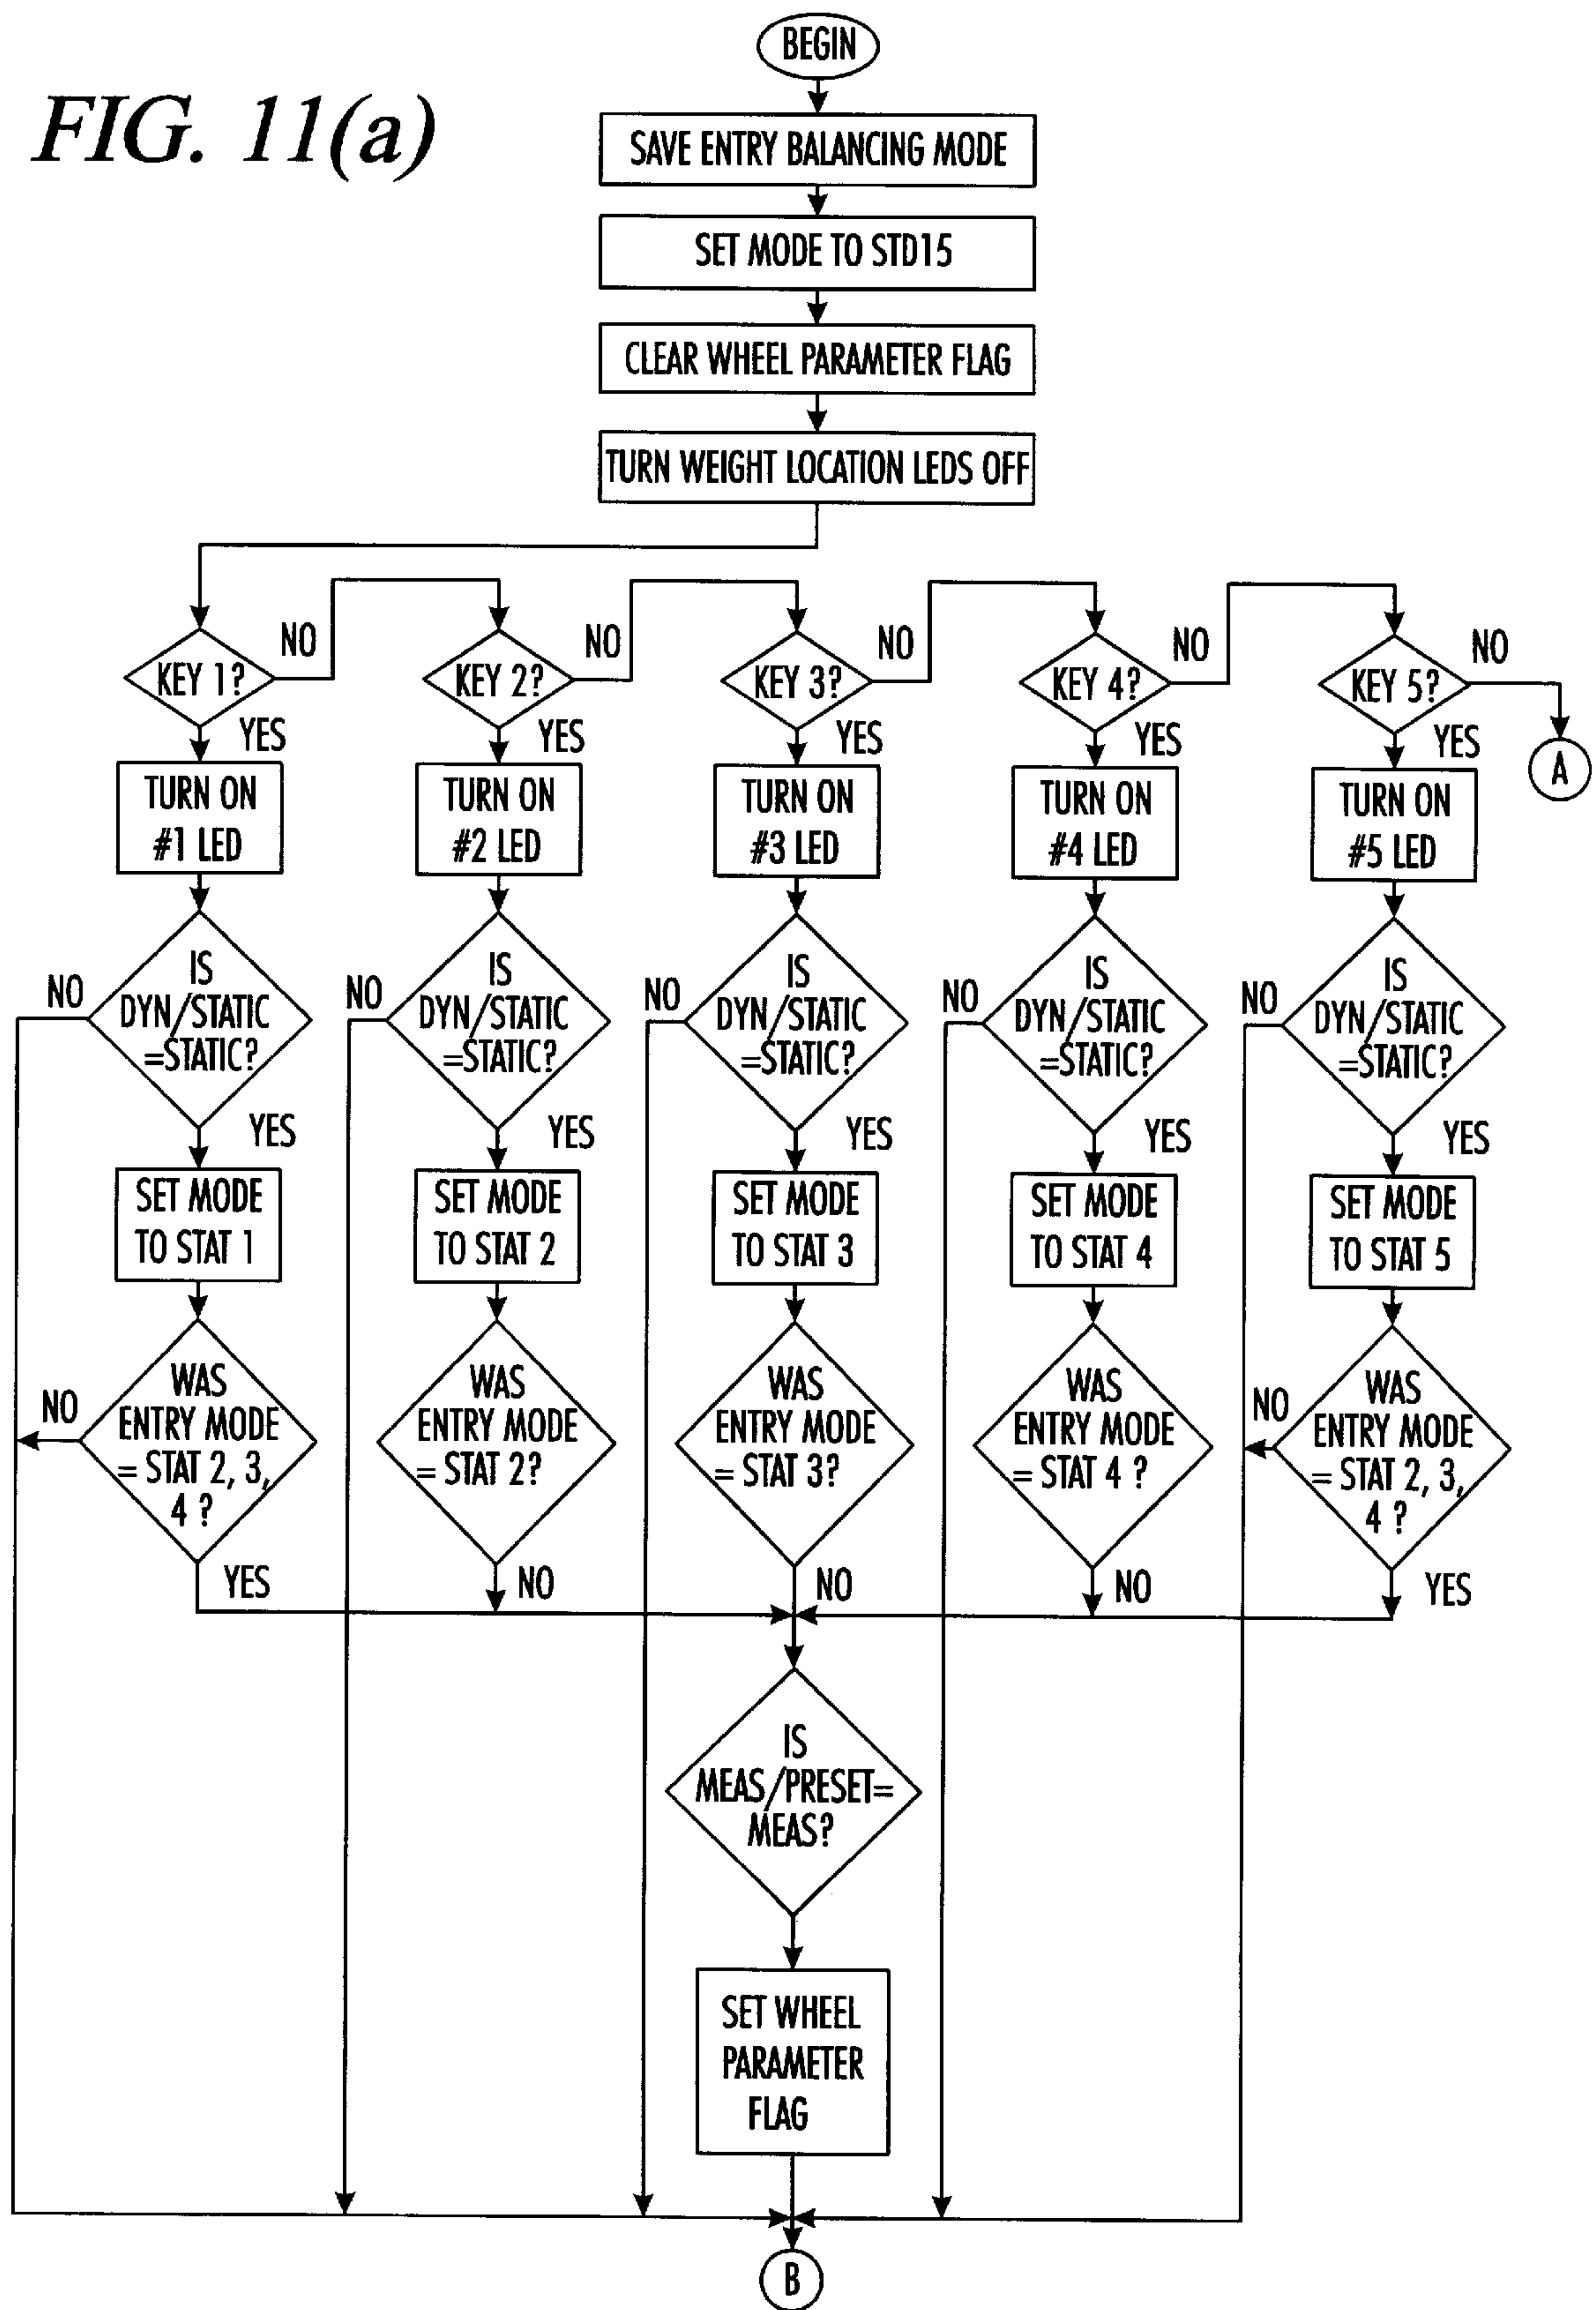 BEGIN
FIG. 11(a)
SAVE ENTRY BALANCING MODE
SET MODE TO STD15
CLEAR WHEEL PARAMETER FLAG
TURN WEIGHT LOCATION LEDS OFF
NO
NO
NO
NO
NO
KEY 1?
KEY 2?
KEY 3?
KEY 4?
KEY 5?
YES
YES
YES
YES
YES
A
TURN ON
#1 LED
TURN ON
#2 LED
TURN ON
#3 LED
TURN ON
#4 LED
TURN ON
#5 LED
NO
IS
DYN/STATIC
=STATIC?
NO
IS
DYN/STATIC
=STATIC?
NO
IS
DYN/STATIC
=STATIC?
NO
IS
DYN/STATIC
=STATIC?
NO
IS
DYN/STATIC
=STATIC?
YES
YES
YES
YES
YES
SET MODE
TO STAT 1
SET MODE
TO STAT 2
SET MODE
TO STAT 3
SET MODE
TO STAT 4
SET MODE
TO STAT 5
NO
WAS
ENTRY MODE
= STAT 2, 3,
4 ?
WAS
ENTRY MODE
= STAT 2?
WAS
ENTRY MODE
= STAT 3?
WAS
ENTRY MODE
= STAT 4 ?
NO
WAS
ENTRY MODE
= STAT 2, 3,
4 ?
YES
NO
NO
NO
YES
IS
MEAS/PRESET=
MEAS?
SET WHEEL
PARAMETER
FLAG
B